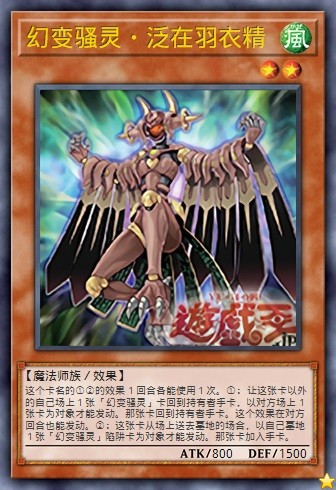 幻变骚灵・泛在羽衣精
風
遊戯王
【魔法师族／效果】
这个卡名的①②的效果1回合各能使用1次。①：让这张卡以外
的自己场上1张「幻变骚灵」卡回到持有者手卡，以对方场上1
张卡为对象才能发动。那张卡回到持有者手卡。这个效果在对方
回合也能发动。②：这张卡从场上送去墓地的场合，以自己墓地
1张「幻变骚灵」陷阱卡为对象才能发动。那张卡加入手卡。
ATK/800 DEF/1500